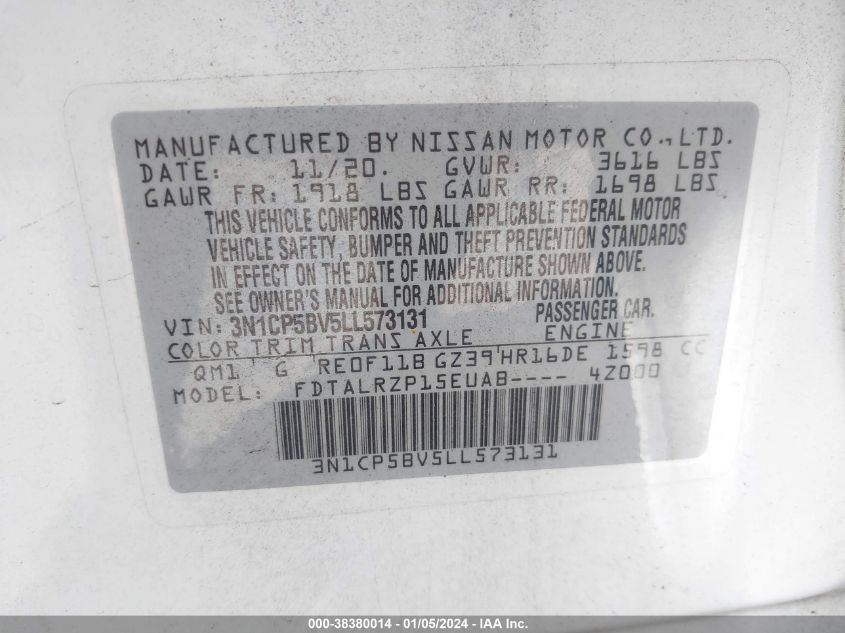 MANUFACTURED BY NISSAN MOTOR CO., LTD.
DATE: 11/20. GVWR: 3616 LBS
GAWR FR: 1918 LBS GAWR RR: 1698 LBS
THIS VEHICLE CONFORMS TO ALL APPLICABLE FEDERAL MOTOR
VEHICLE SAFETY, BUMPER AND THEFT PREVENTION STANDARDS
IN EFFECT ON THE DATE OF MANUFACTURE SHOWN ABOVE.
SEE OWNER'S MANUAL FOR ADDITIONAL INFORMATION.
VIN: 3N1CP5BV5LL573131 PASSENGER CAR.
COLOR TRIM TRANS AXLE ENGINE
QM1 G RE0F11B GZ39 HR16DE 1598 CC
MODEL: FDTALRZP15EUAB---- 4Z000
3N1CP5BV5LL573131
000-38380014 - 01/05/2024 - IAA Inc.